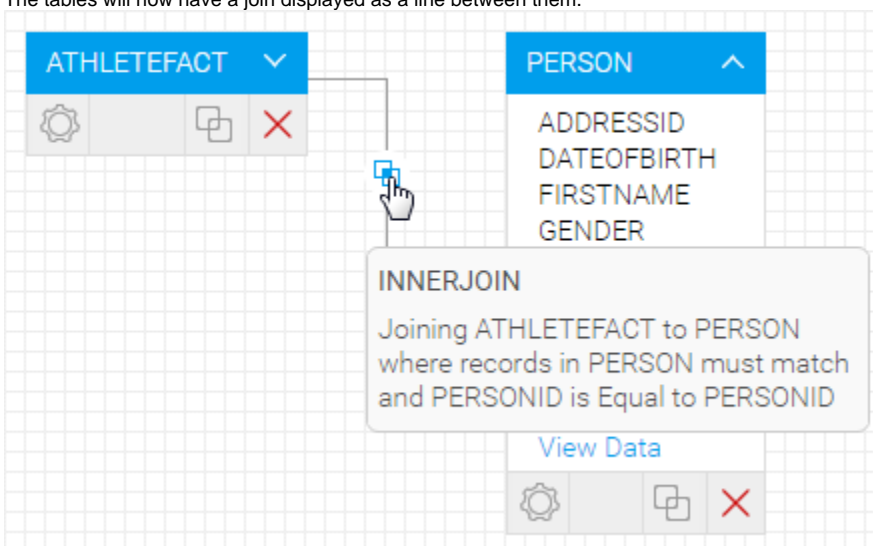 The tables will now have a join displayed as a line between them.
ATHLETEFACT
PERSON
ADDRESSID
DATEOFBIRTH
FIRSTNAME
GENDER
INNERJOIN
Joining ATHLETEFACT to PERSON
where records in PERSON must match
and PERSONID is Equal to PERSONID
View Data